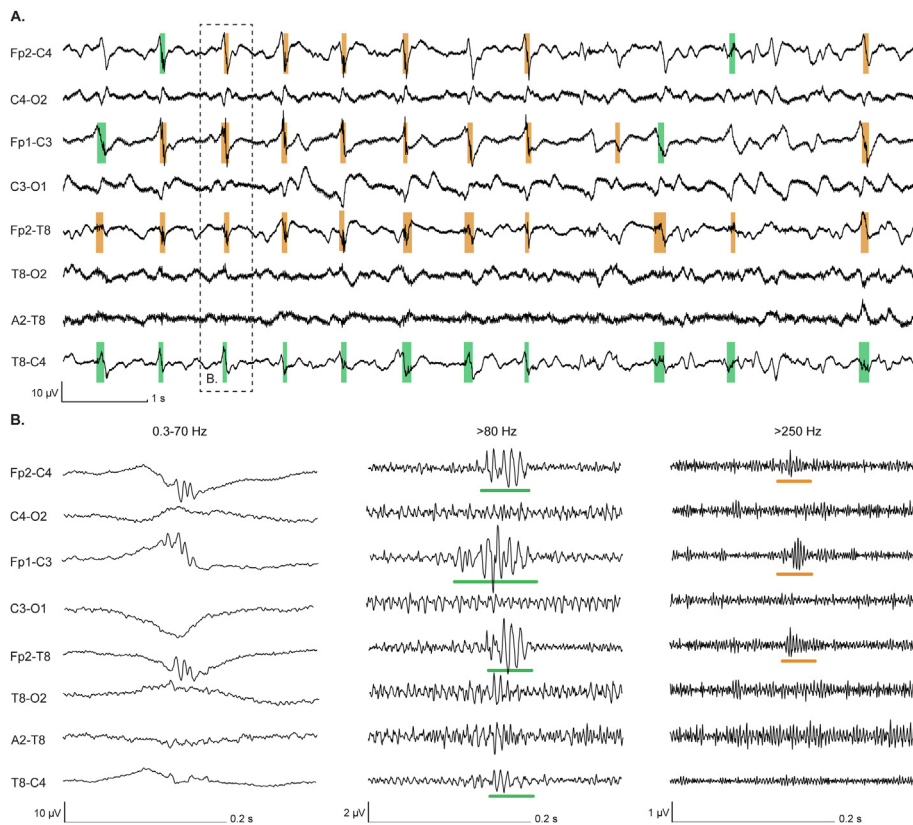 A.
Fp2-C4
C4-O2
Fp1-C3
C3-O1
Fp2-T8
T8-O2
A2-T8
T8-C4
B.
10 µV
1 s
B.
0.3-70 Hz >80 Hz >250 Hz
Fp2-C4
C4-O2
Fp1-C3
C3-O1
Fp2-T8
T8-O2
A2-T8
T8-C4
10 µV 0.2 s 2 µV 0.2 s 1 µV 0.2 s